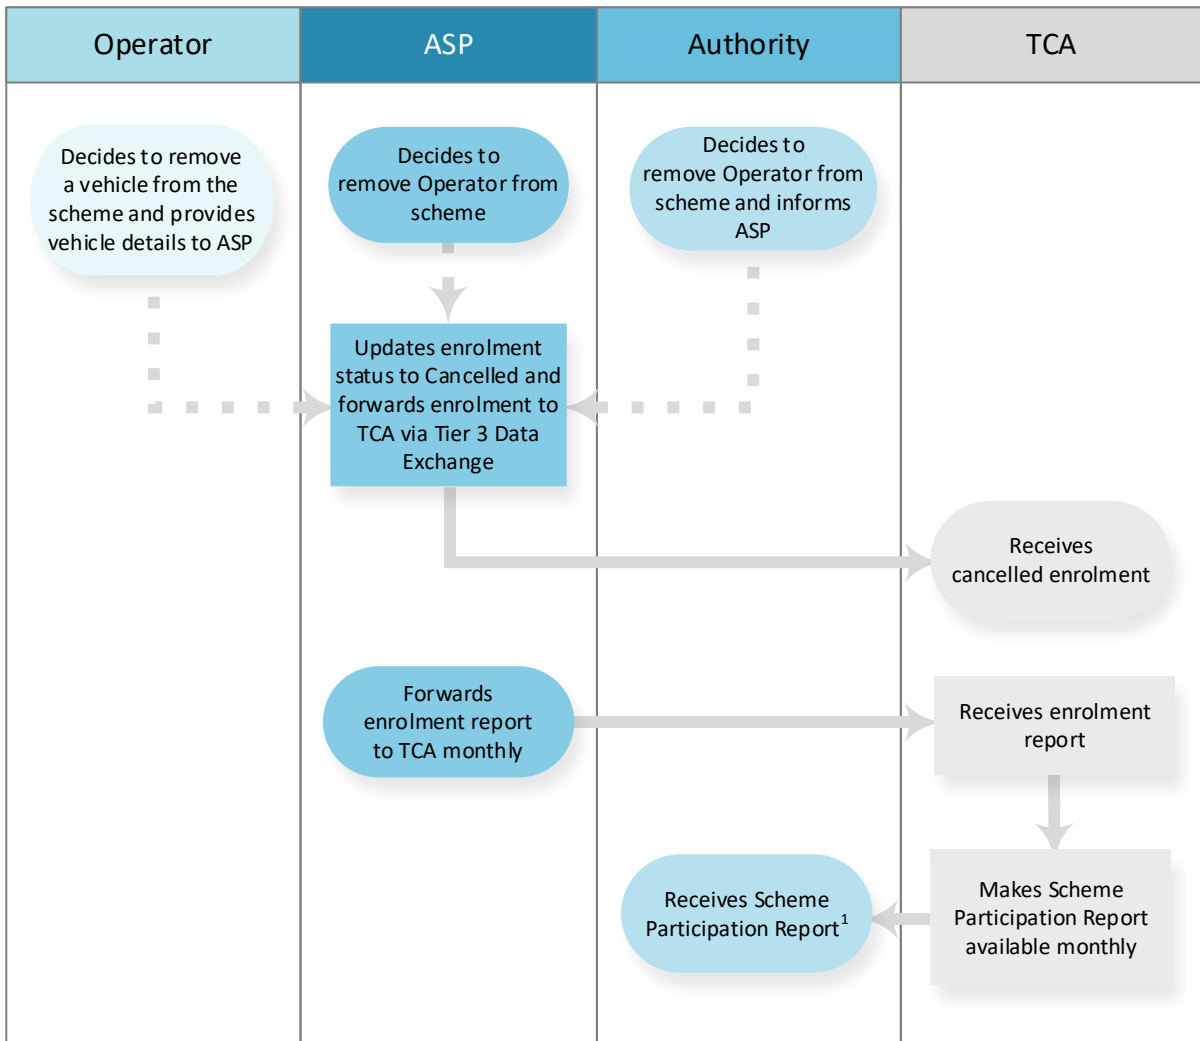 Operator
ASP
Authority
TCA
Decides to remove
a vehicle from the
scheme and provides
vehicle details to ASP
Decides to
remove Operator from
scheme
Decides to
remove Operator from
scheme and informs
ASP
Updates enrolment
status to Cancelled and
forwards enrolment to
TCA via Tier 3 Data
Exchange
Receives
cancelled enrolment
Forwards
enrolment report
to TCA monthly
Receives enrolment
report
Receives Scheme
Participation Report¹
Makes Scheme
Participation Report
available monthly